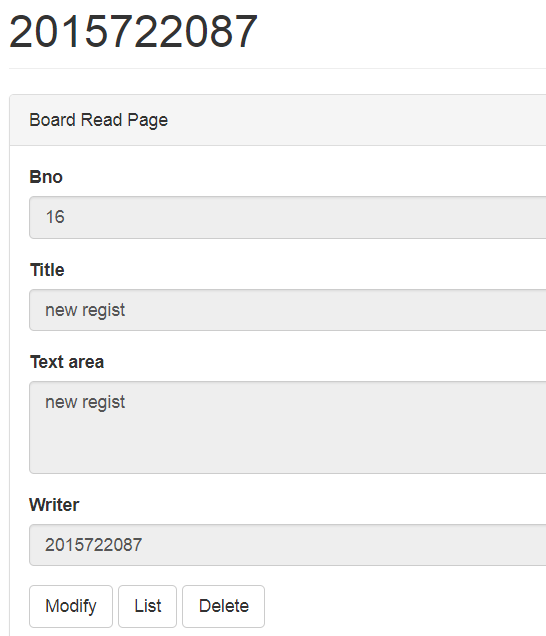 2015722087
Board Read Page
Bno
16
Title
new regist
Text area
new regist
Writer
2015722087
Modify List Delete